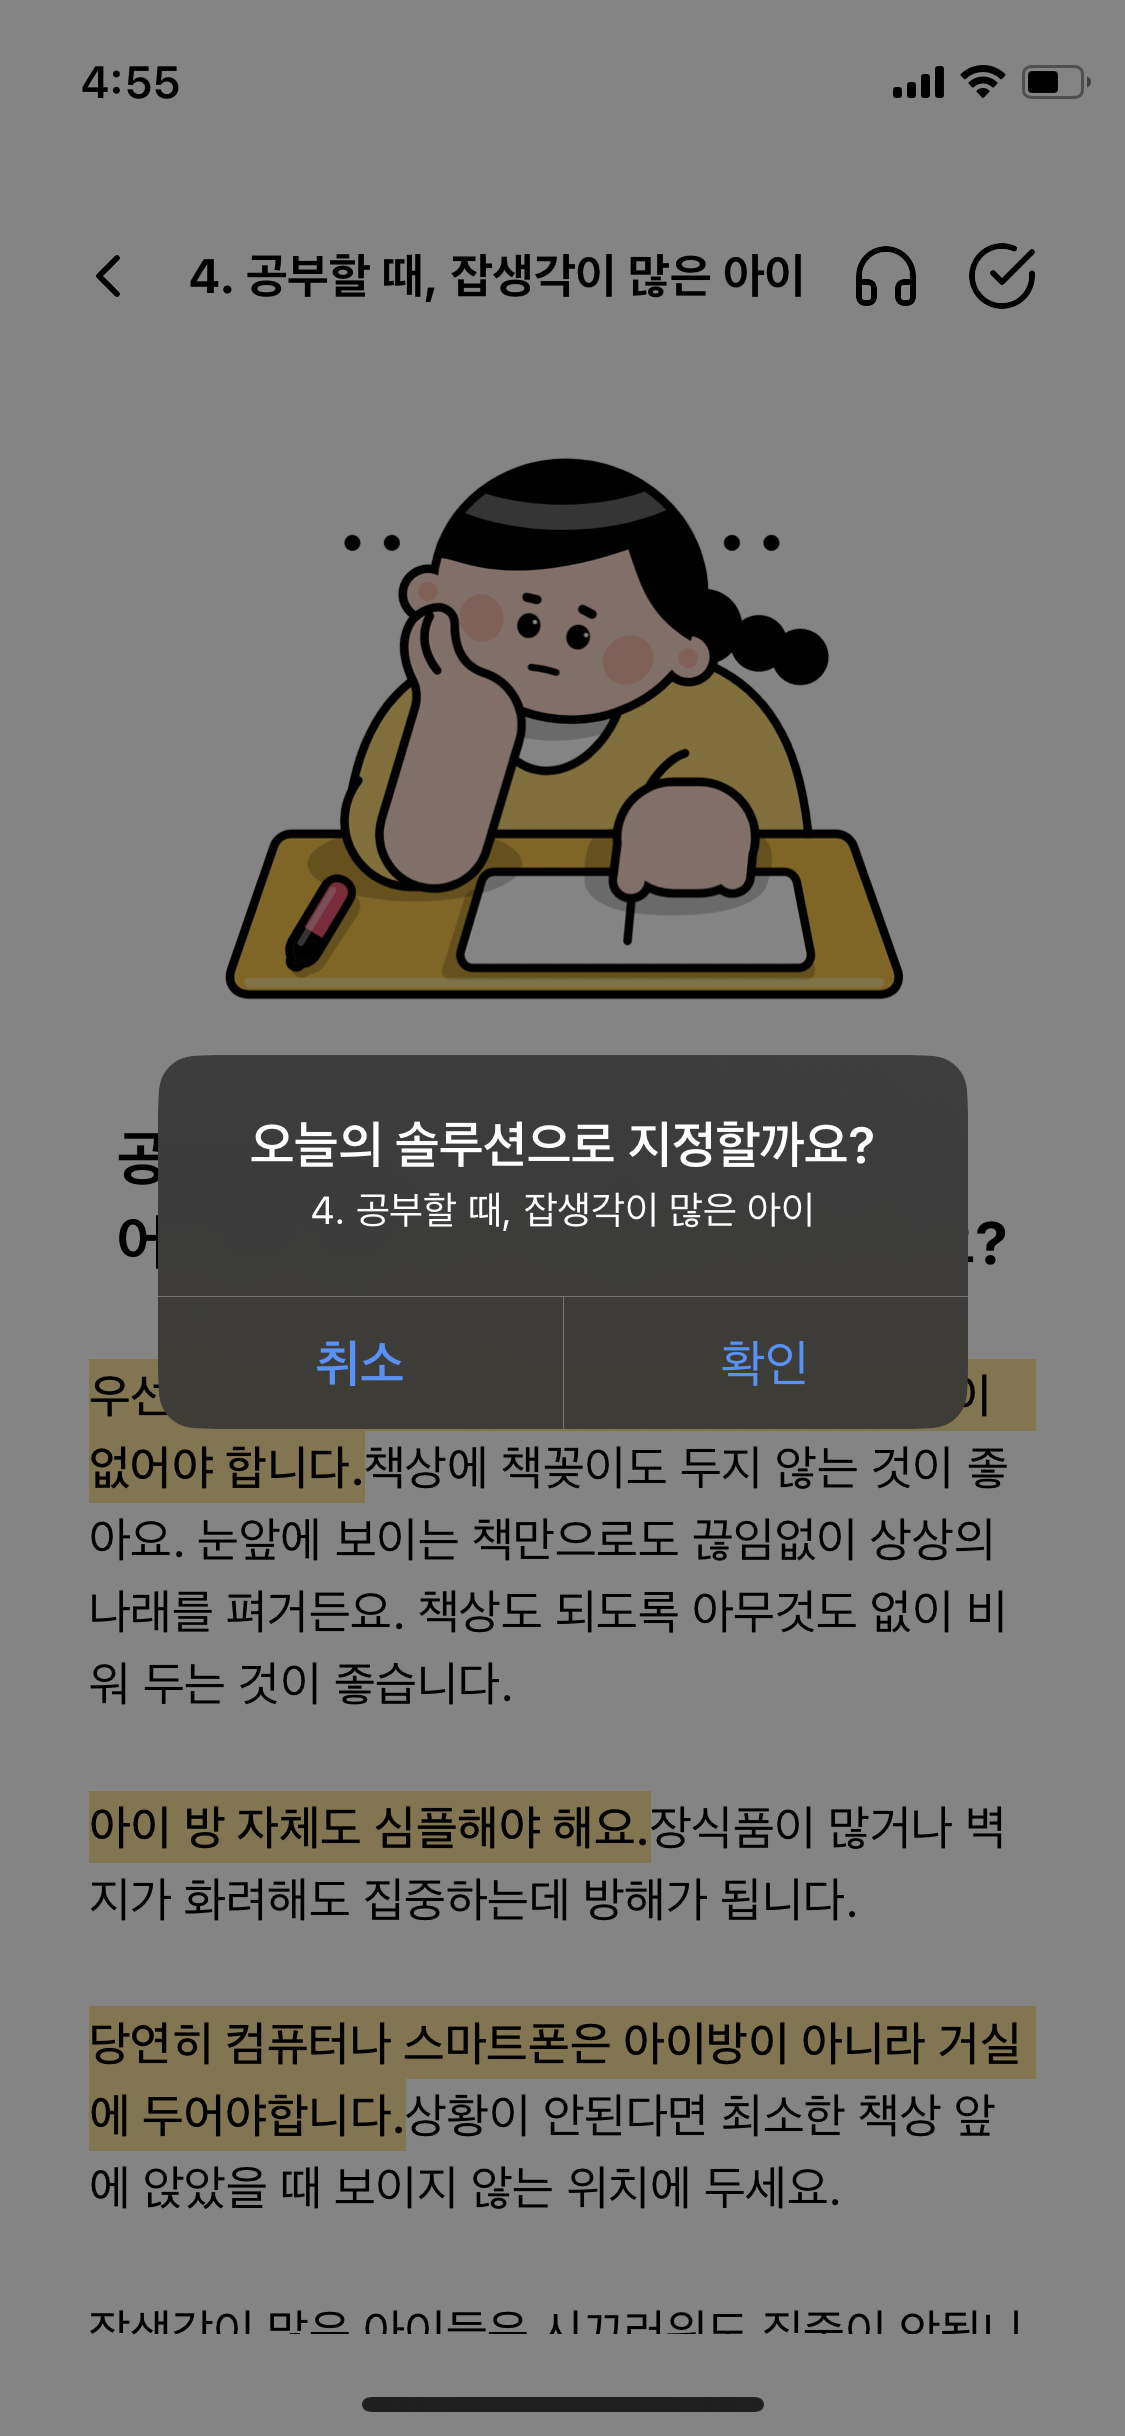 4:55
4. 공부할 때, 잡생각이 많은 아이
오늘의 솔루션으로 지정할까요?
4. 공부할 때, 잡생각이 많은 아이
취소
확인
없어야 합니다.책상에 책꽂이도 두지 않는 것이 좋
아요. 눈앞에 보이는 책만으로도 끊임없이 상상의
나래를 펴거든요. 책상도 되도록 아무것도 없이 비
워 두는 것이 좋습니다.
아이 방 자체도 심플해야 해요.장식품이 많거나 벽
지가 화려해도 집중하는데 방해가 됩니다.
당연히 컴퓨터나 스마트폰은 아이방이 아니라 거실
에 두어야합니다.상황이 안된다면 최소한 책상 앞
에 앉았을 때 보이지 않는 위치에 두세요.